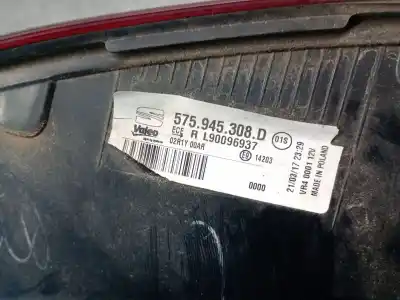 575.945.308.D
Valeo
ECE R L90096937
02R1Y 00AR
14203
01S
0000
21/03/17 23:29
VR4 0001 12V
MADE IN POLAND